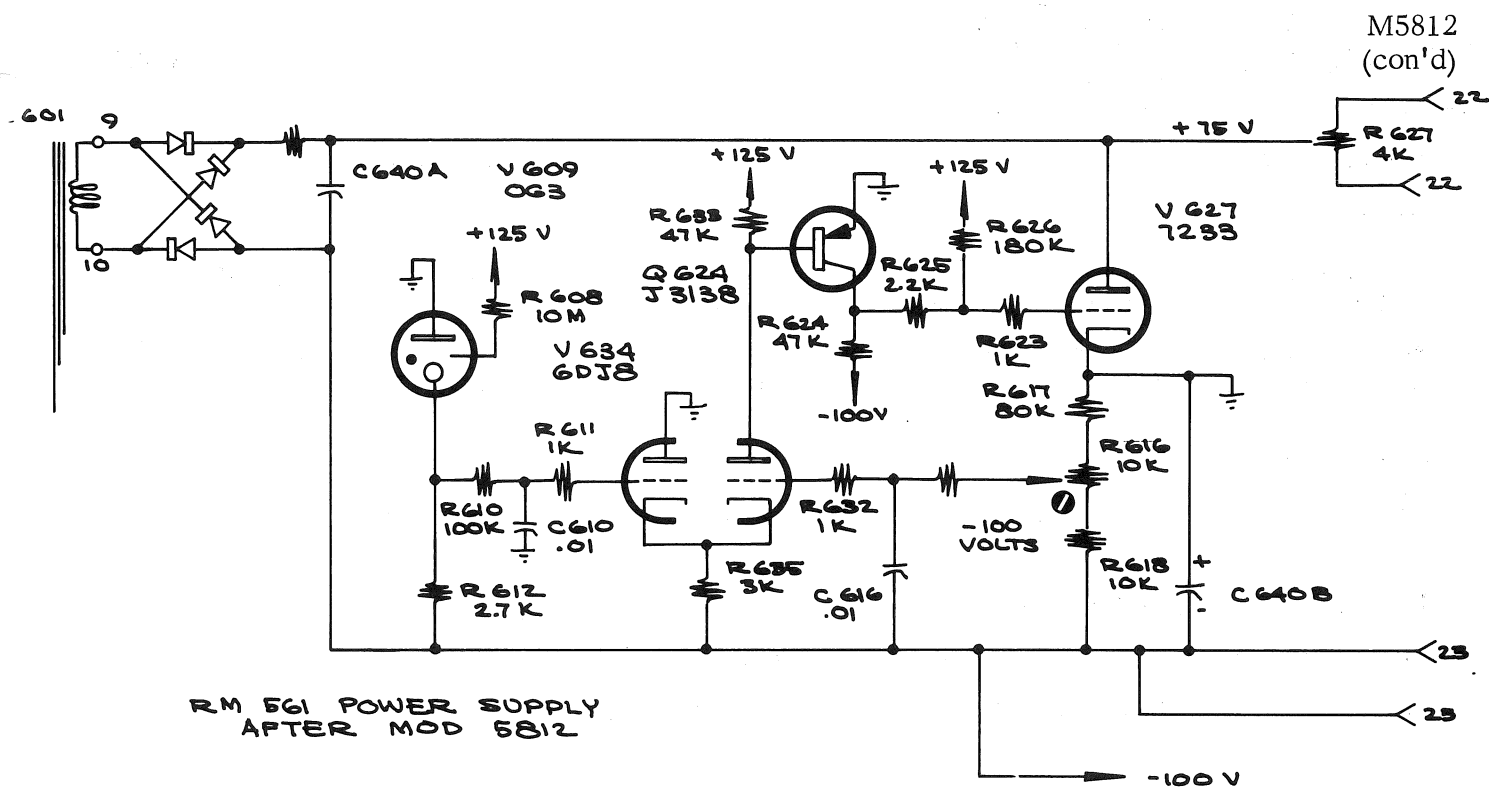 M5812
(con'd)
601
9
10
C640A
V609
OG3
+125 V
R608
10M
V634
6DJ8
+125 V
R633
47K
Q624
J3138
+125 V
R626
180K
R625
2.2K
R624
47K
-100V
R623
1K
+75 V
22
R627
4K
22
V627
7233
R617
80K
R616
10K
R611
1K
R610
100K
C610
.01
R612
2.7K
R635
3K
R632
1K
C616
.01
-100
VOLTS
R618
10K
+
-
C640B
23
23
-100 V
RM 561 POWER SUPPLY
AFTER MOD 5812